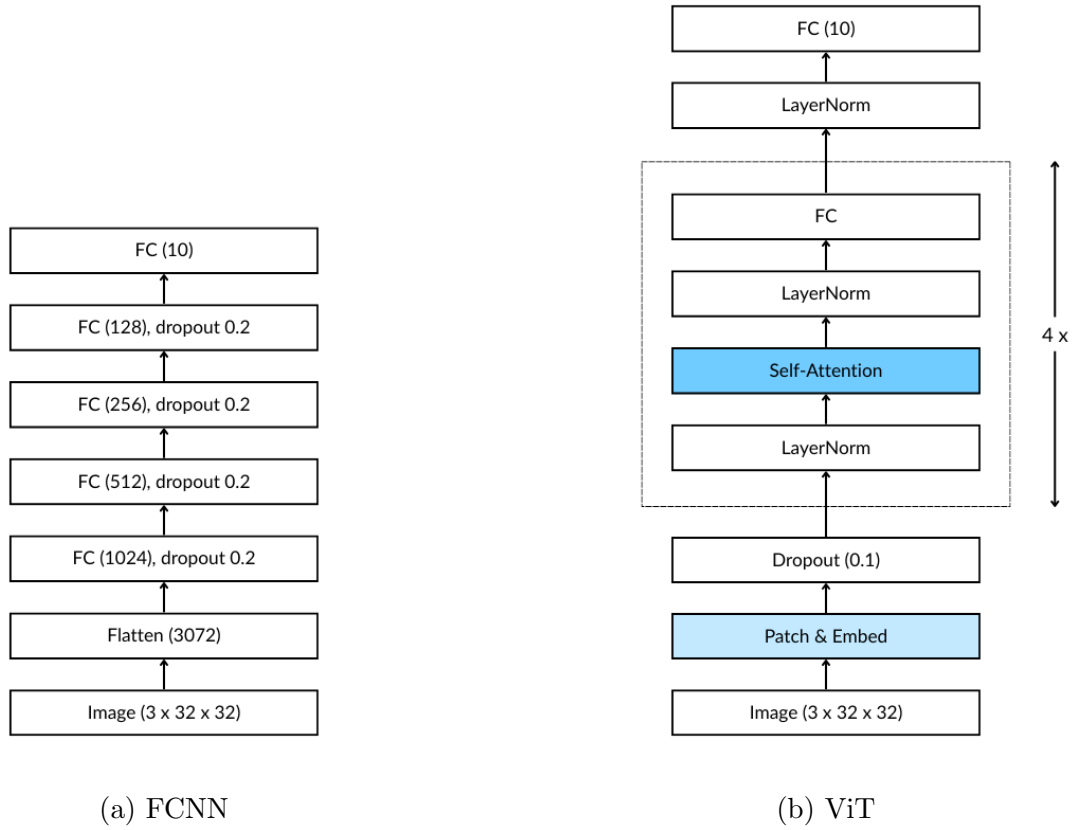 FC (10)
FC (128), dropout 0.2
FC (256), dropout 0.2
FC (512), dropout 0.2
FC (1024), dropout 0.2
Flatten (3072)
Image (3 x 32 x 32)
(a) FCNN
FC (10)
LayerNorm
FC
LayerNorm
Self-Attention
LayerNorm
4 x
Dropout (0.1)
Patch & Embed
Image (3 x 32 x 32)
(b) ViT